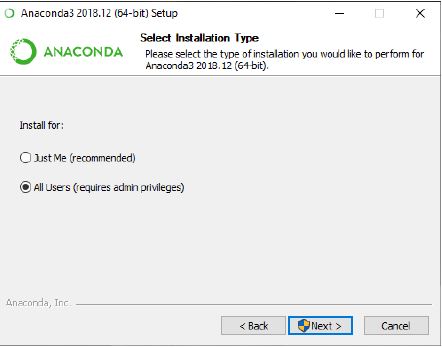 Anaconda3 2018.12 (64-bit) Setup
ANACONDA
Select Installation Type
Please select the type of installation you would like to perform for
Anaconda3 2018.12 (64-bit).
Install for:
Just Me (recommended)
All Users (requires admin privileges)
Anaconda, Inc.
< Back
Next >
Cancel